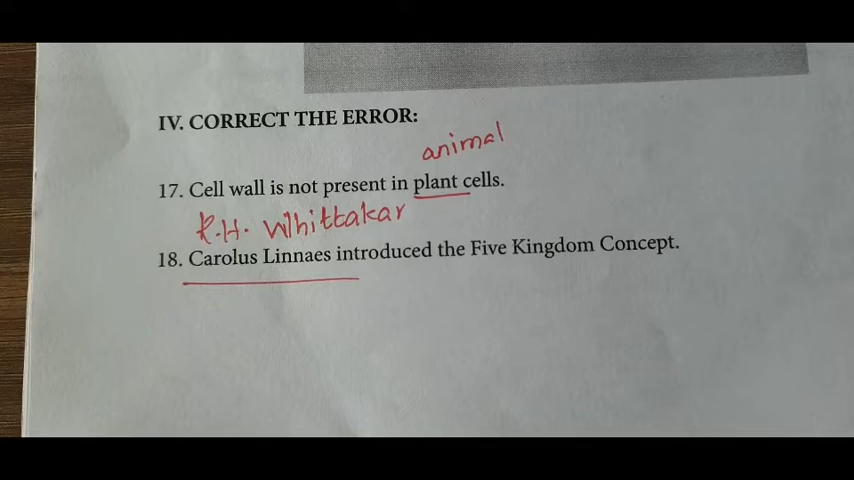 IV. CORRECT THE ERROR:
animal
17. Cell wall is not present in plant cells.
R.H. Whittakar
18. Carolus Linnaes introduced the Five Kingdom Concept.